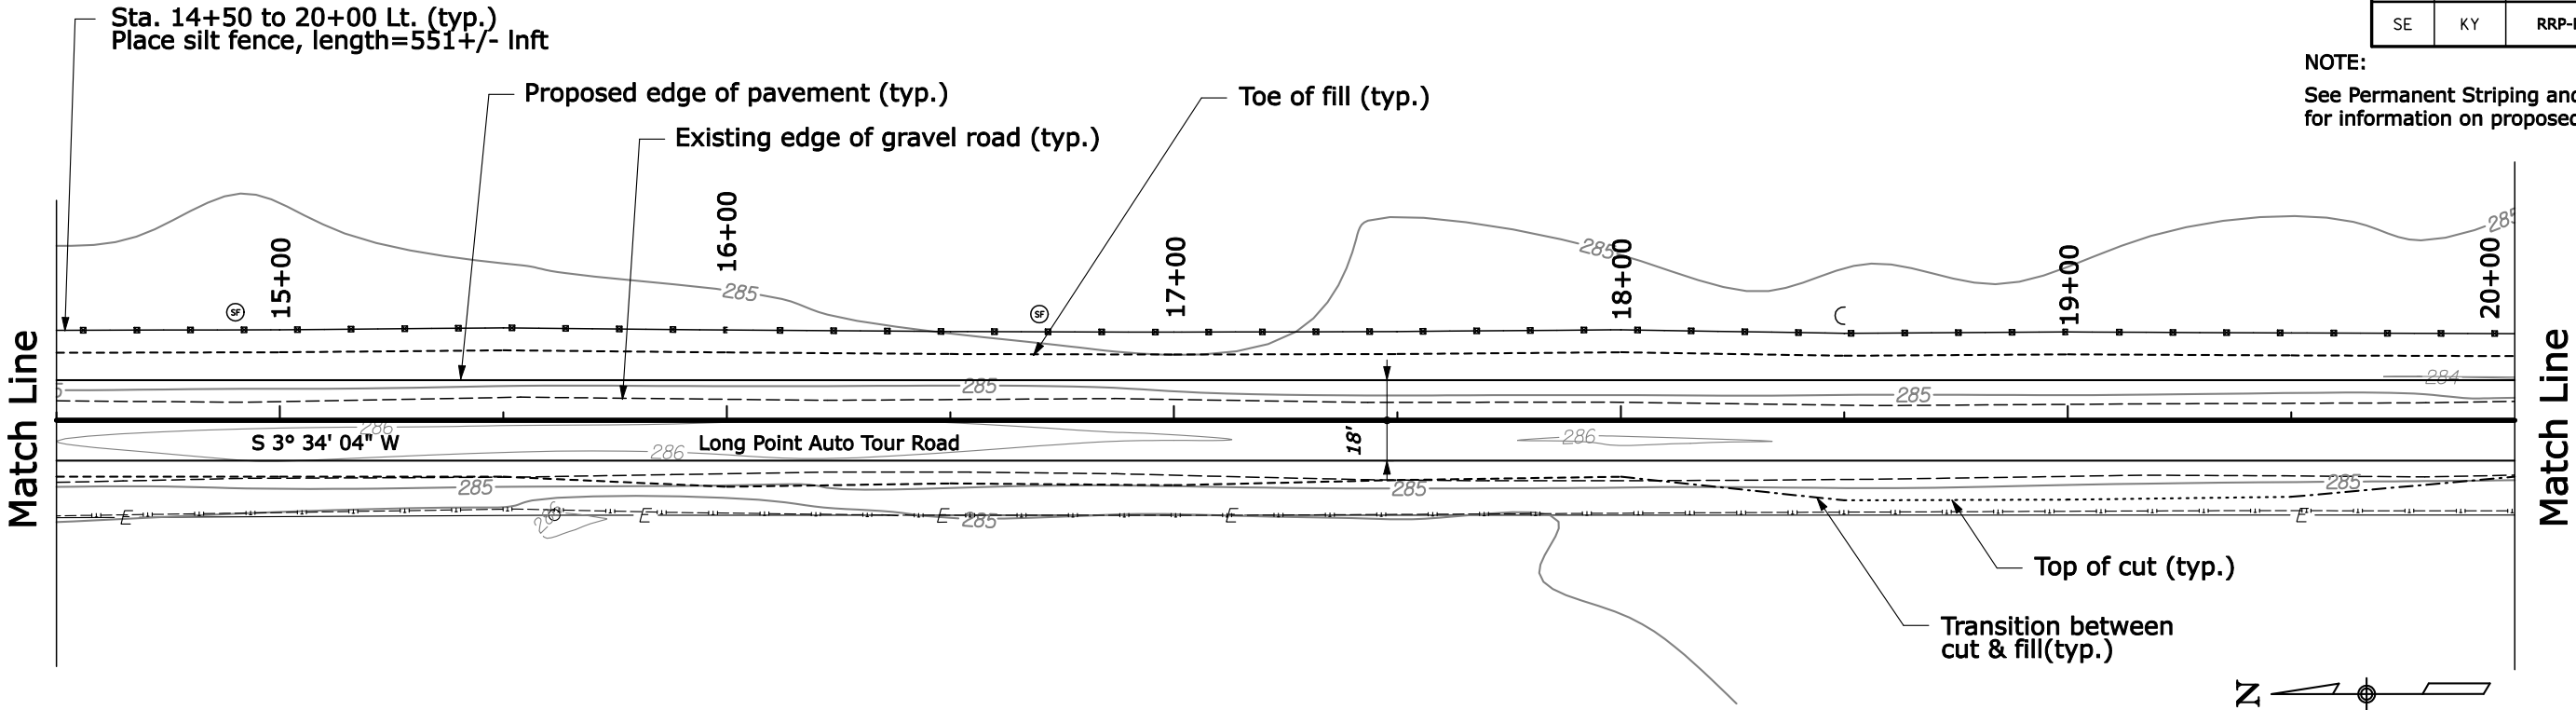 Sta. 14+50 to 20+00 Lt. (typ.)
Place silt fence, length=551+/- lnft
SE KY
NOTE:
See Permanent Striping
for information on proposed
Proposed edge of pavement (typ.)
Toe of fill (typ.)
Existing edge of gravel road (typ.)
15+00
16+00
17+00
18+00
19+00
20+00
285
285
285
SF
SF
285
285
284
286
286
286
S 3° 34' 04" W
Long Point Auto Tour Road
18'
285
285
285
285
E
E
E
E
E
Match Line
Match Line
Top of cut (typ.)
Transition between
cut & fill(typ.)
N